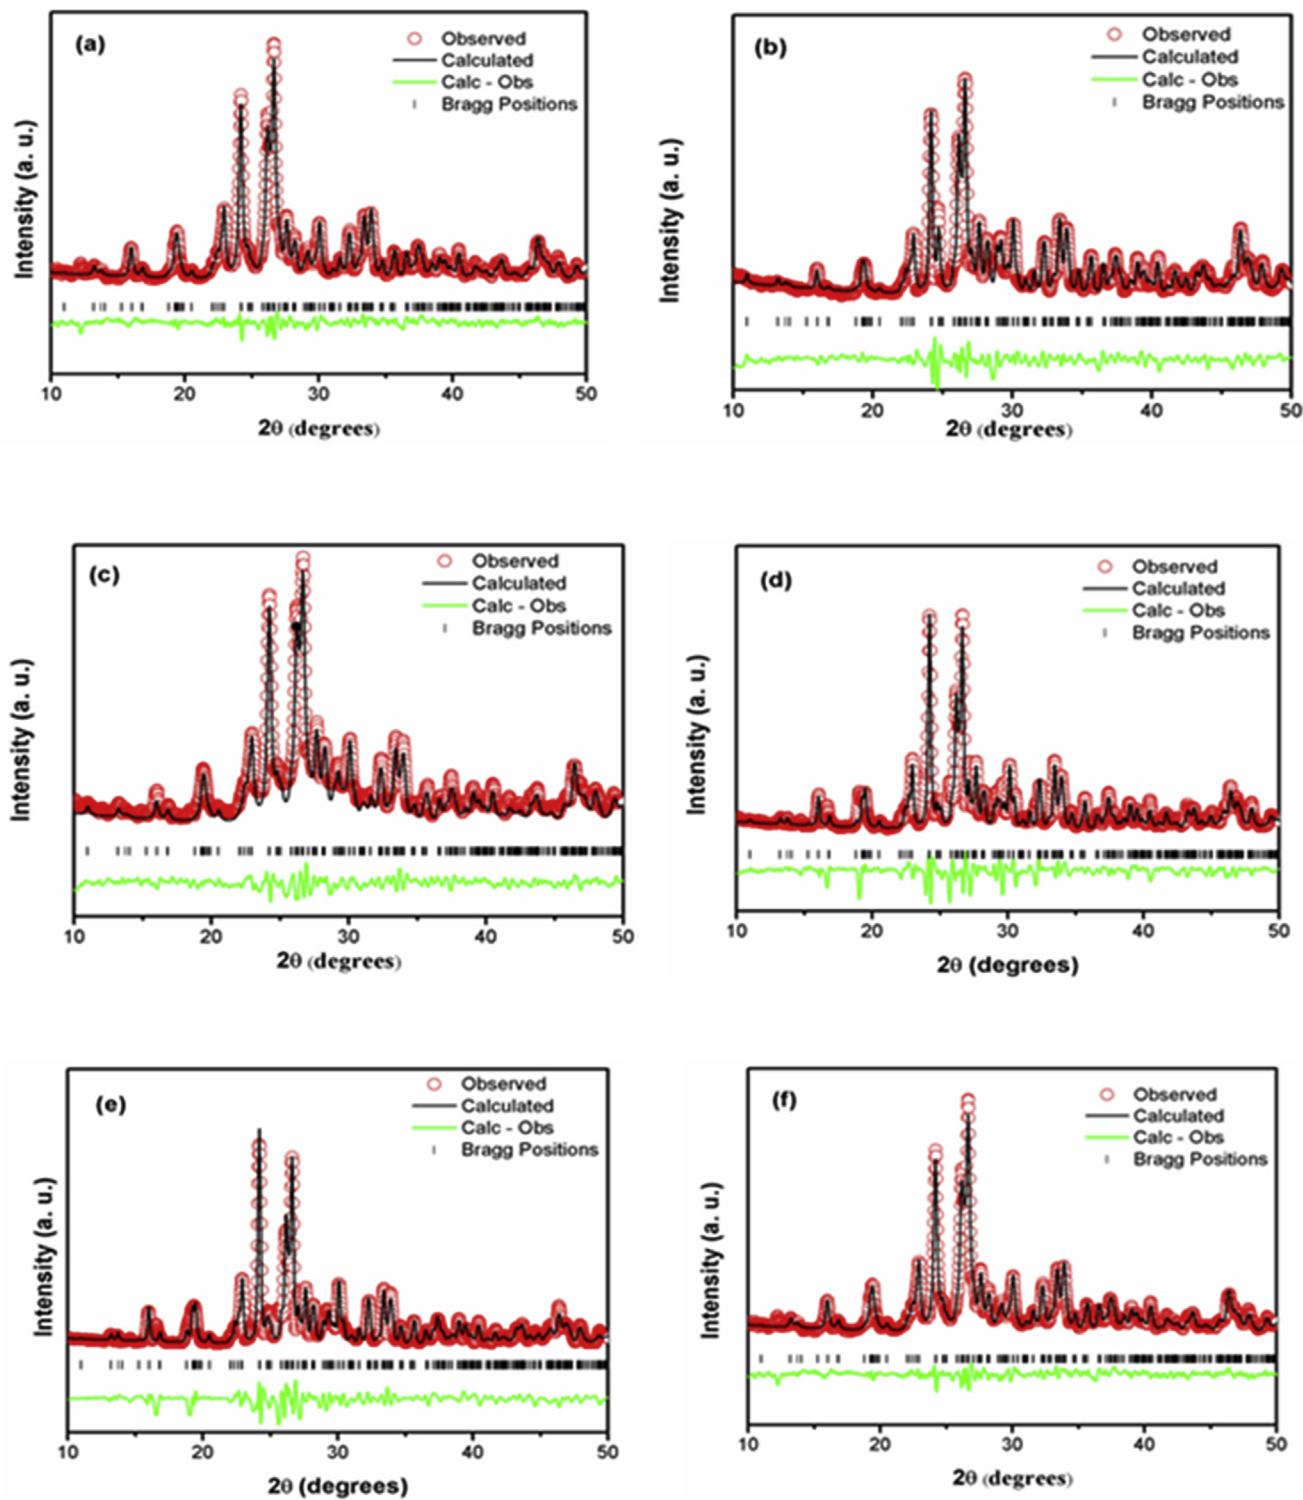 (a)
Observed
Calculated
Calc - Obs
Bragg Positions
Intensity (a. u.)
10 20 30 40 50
2θ (degrees)
(b)
Observed
Calculated
Calc - Obs
Bragg Positions
Intensity (a. u.)
10 20 30 40 50
2θ (degrees)
(c)
Observed
Calculated
Calc - Obs
Bragg Positions
Intensity (a. u.)
10 20 30 40 50
2θ (degrees)
(d)
Observed
Calculated
Calc - Obs
Bragg Positions
Intensity (a. u.)
10 20 30 40 50
2θ (degrees)
(e)
Observed
Calculated
Calc - Obs
Bragg Positions
Intensity (a. u.)
10 20 30 40 50
2θ (degrees)
(f)
Observed
Calculated
Calc - Obs
Bragg Positions
Intensity (a. u.)
10 20 30 40 50
2θ (degrees)